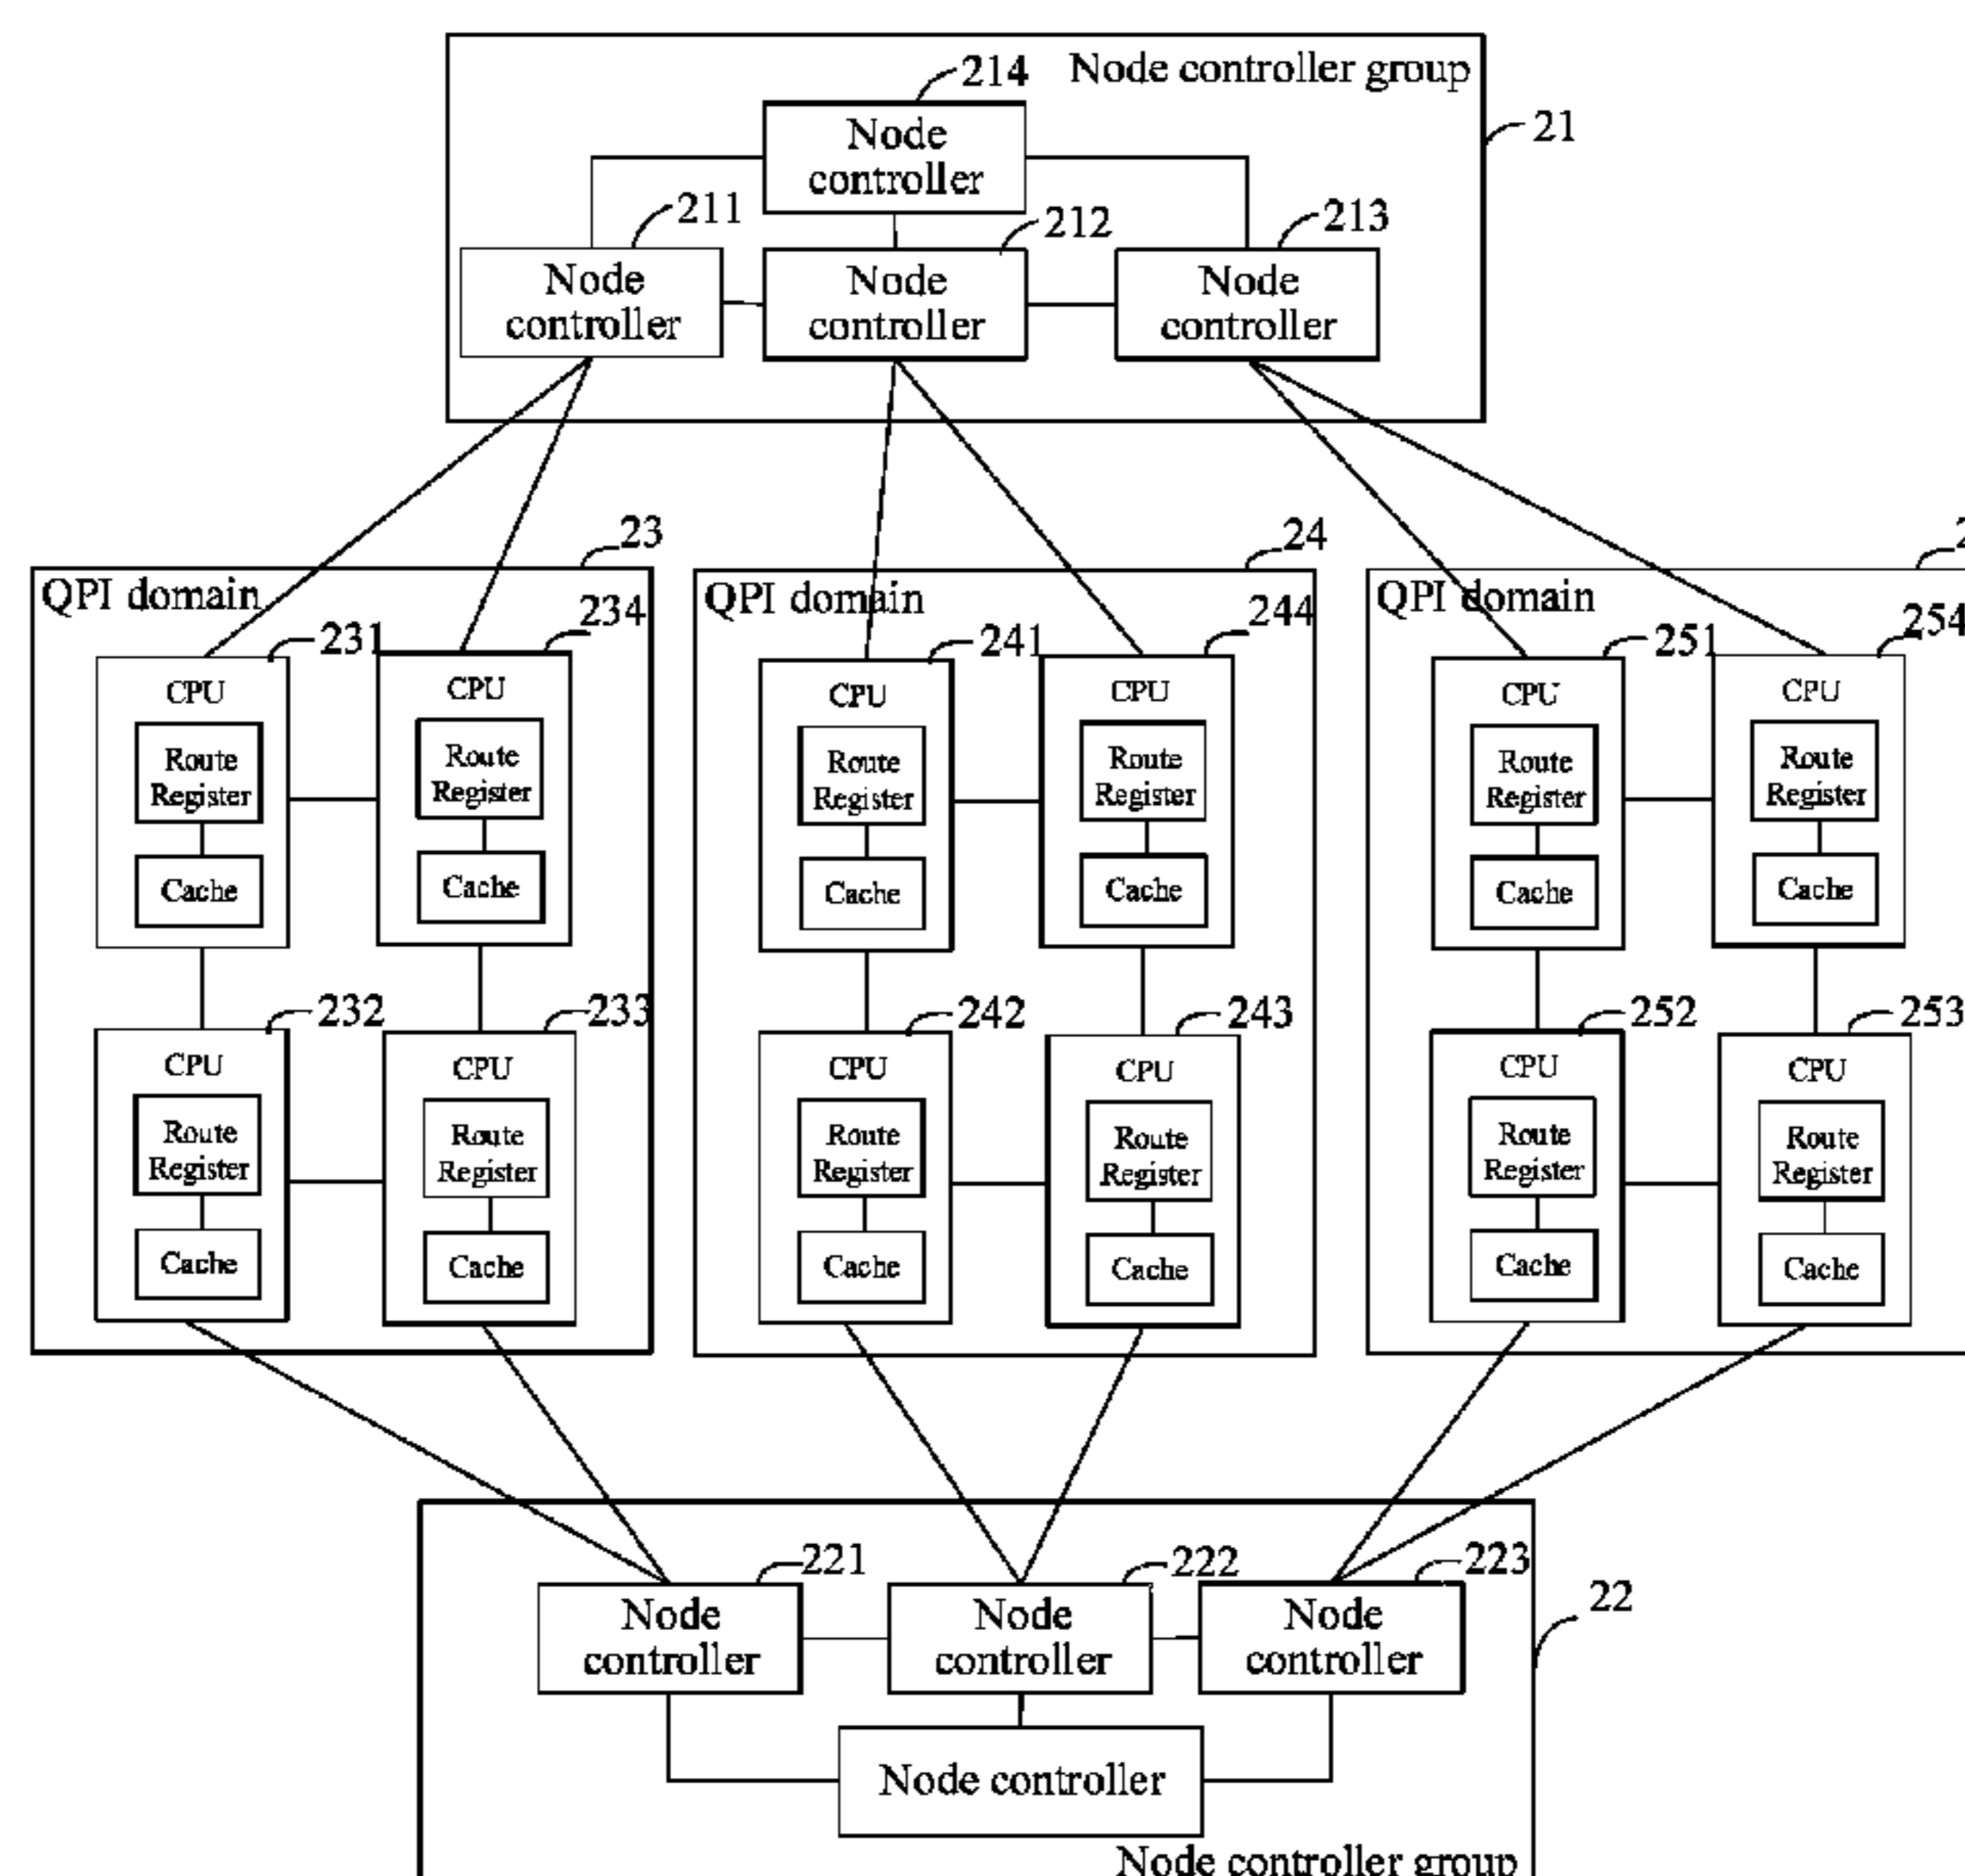 214
Node controller group
21
Node
controller
211
212
213
Node
controller
Node
controller
Node
controller
23
24
QPI domain
QPI domain
QPI domain
231
234
241
244
251
254
CPU
Route
Register
Cache
CPU
Route
Register
Cache
CPU
Route
Register
Cache
CPU
Route
Register
Cache
CPU
Route
Register
Cache
CPU
Route
Register
Cache
232
233
242
243
252
253
CPU
Route
Register
Cache
CPU
Route
Register
Cache
CPU
Route
Register
Cache
CPU
Route
Register
Cache
CPU
Route
Register
Cache
CPU
Route
Register
Cache
221
222
223
22
Node
controller
Node
controller
Node
controller
Node controller
Node controller group